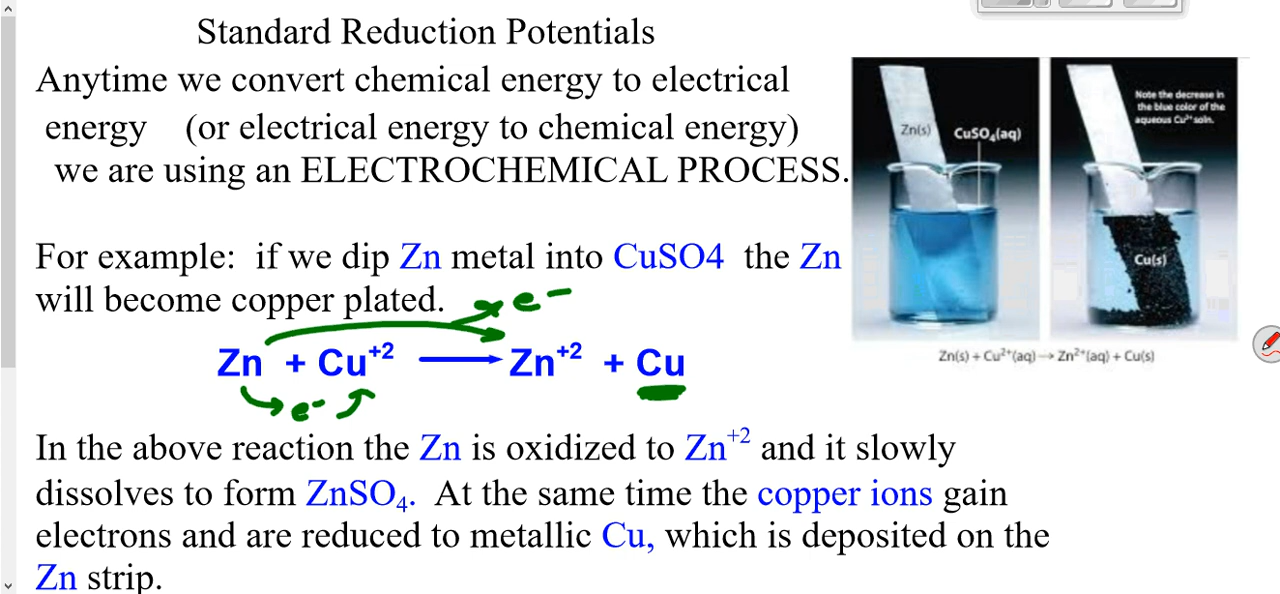 Standard Reduction Potentials
Anytime we convert chemical energy to electrical
energy (or electrical energy to chemical energy)
we are using an ELECTROCHEMICAL PROCESS.
Zn(s)
CuSO₄(aq)
Note the decrease in
the blue color of the
aqueous Cu²⁺ soln.
Cu(s)
Zn(s) + Cu²⁺(aq) → Zn²⁺(aq) + Cu(s)
For example: if we dip Zn metal into CuSO4 the Zn
will become copper plated.
e⁻
Zn + Cu⁺² → Zn⁺² + Cu
e⁻
In the above reaction the Zn is oxidized to Zn⁺² and it slowly
dissolves to form ZnSO₄. At the same time the copper ions gain
electrons and are reduced to metallic Cu, which is deposited on the
Zn strip.